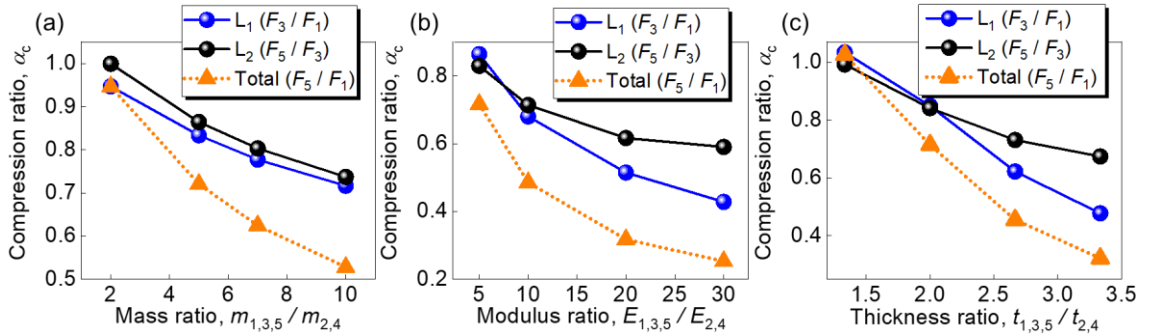 (a)
L₁ (F₃ / F₁)
L₂ (F₅ / F₃)
Total (F₅ / F₁)
Compression ratio, α_c
1.0
0.9
0.8
0.7
0.6
0.5
2 4 6 8 10
Mass ratio, m₁,₃,₅ / m₂,₄
(b)
L₁ (F₃ / F₁)
L₂ (F₅ / F₃)
Total (F₅ / F₁)
Compression ratio, α_c
0.8
0.6
0.4
0.2
5 10 15 20 25 30
Modulus ratio, E₁,₃,₅ / E₂,₄
(c)
L₁ (F₃ / F₁)
L₂ (F₅ / F₃)
Total (F₅ / F₁)
Compression ratio, α_c
1.0
0.8
0.6
0.4
1.5 2.0 2.5 3.0 3.5
Thickness ratio, t₁,₃,₅ / t₂,₄